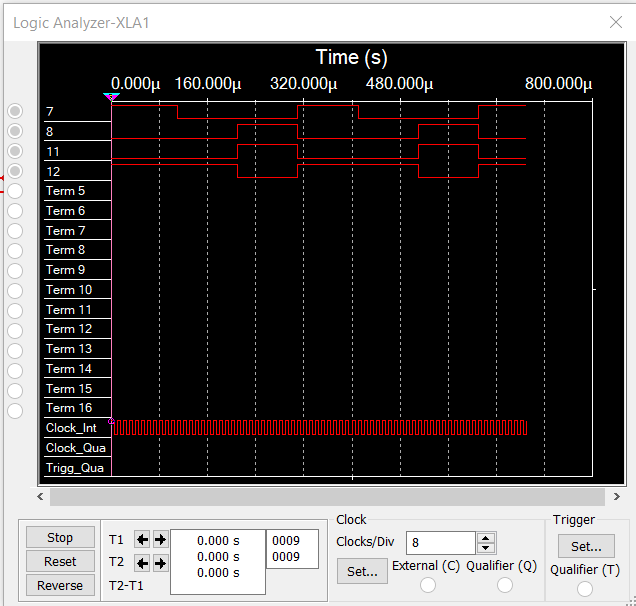 Logic Analyzer-XLA1
Time (s)
0.000µ 160.000µ 320.000µ 480.000µ 800.000µ
7
8
11
12
Term 5
Term 6
Term 7
Term 8
Term 9
Term 10
Term 11
Term 12
Term 13
Term 14
Term 15
Term 16
Clock_Int
Clock_Qua
Trigg_Qua
Stop
Reset
Reverse
T1 0.000 s 0009
T2 0.000 s 0009
T2-T1 0.000 s
Clock
Clocks/Div 8
Set...
External (C) Qualifier (Q)
Trigger
Set...
Qualifier (T)